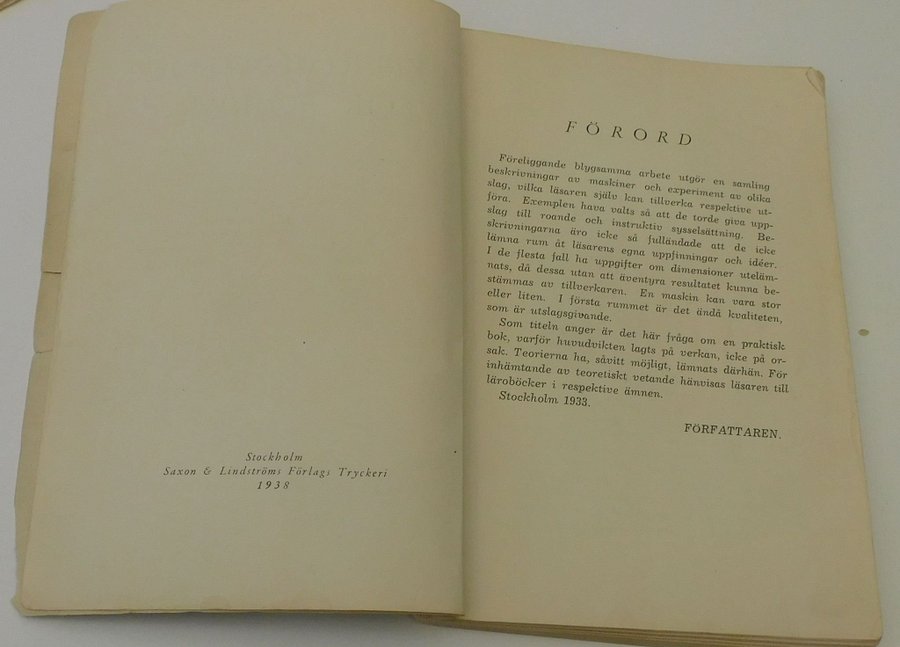 Stockholm
Saxon & Lindströms Förlags Tryckeri
1938
FÖRORD
Föreliggande blygsamma arbete utgör en samling
beskrivningar av maskiner och experiment av olika
slag, vilka läsaren själv kan tillverka respektive ut-
föra. Exemplen hava valts så att de torde giva upp-
slag till roande och instruktiv sysselsättning. Be-
skrivningarna äro icke så fulländade att de icke
lämna rum åt läsarens egna uppfinningar och idéer.
I de flesta fall ha uppgifter om dimensioner uteläm-
nats, då dessa utan att äventyra resultatet kunna be-
stämmas av tillverkaren. En maskin kan vara stor
eller liten. I första rummet är det ändå kvaliteten,
som är utslagsgivande.
Som titeln anger är det här fråga om en praktisk
bok, varför huvudvikten lagts på verkan, icke på or-
sak. Teorierna ha, såvitt möjligt, lämnats därhän. För
inhämtande av teoretiskt vetande hänvisas läsaren till
läroböcker i respektive ämnen.
Stockholm 1933.
FÖRFATTAREN.